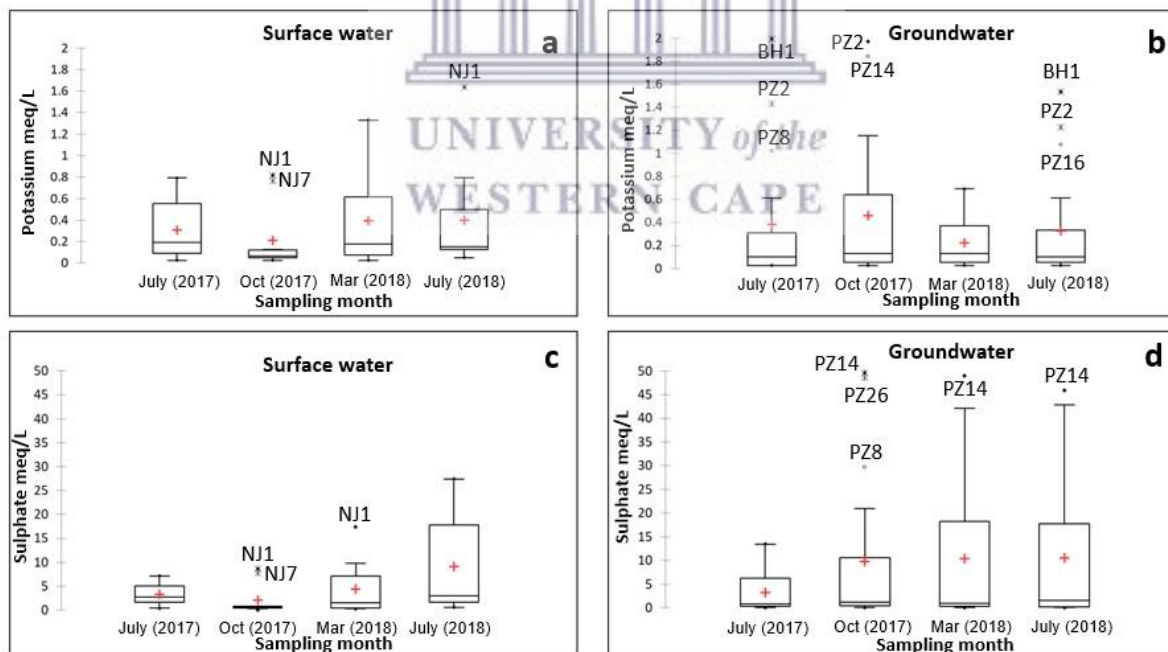 Surface water
a
Potassium meq/L
2
1.8
1.6
1.4
1.2
1
0.8
0.6
0.4
0.2
0
NJ1
NJ7
NJ1
July (2017) Oct (2017) Mar (2018) July (2018)
Sampling month
Groundwater
b
Potassium meq/L
2
1.8
1.6
1.4
1.2
1
0.8
0.6
0.4
0.2
0
BH1
PZ2
PZ8
PZ2
PZ14
BH1
PZ2
PZ16
July (2017) Oct (2017) Mar (2018) July (2018)
Sampling month
UNIVERSITY of the
WESTERN CAPE
Surface water
c
Sulphate meq/L
50
45
40
35
30
25
20
15
10
5
0
NJ1
NJ7
NJ1
July (2017) Oct (2017) Mar (2018) July (2018)
Sampling month
Groundwater
d
Sulphate meq/L
50
45
40
35
30
25
20
15
10
5
0
PZ14
PZ26
PZ8
PZ14
PZ14
July (2017) Oct (2017) Mar (2018) July (2018)
Sampling month